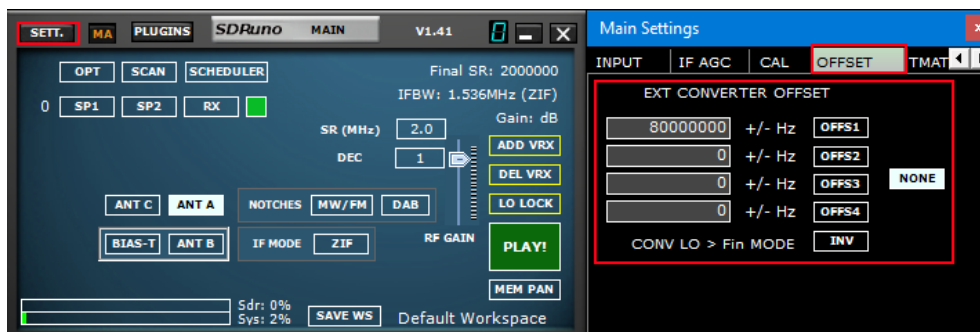 SETT. MA PLUGINS SDRuno MAIN V1.41 8
OPT SCAN SCHEDULER Final SR: 2000000
IFBW: 1.536MHz (ZIF)
0 SP1 SP2 RX Gain: dB
SR (MHz) 2.0
ADD VRX
DEC 1
DEL VRX
ANT C ANT A NOTCHES MW/FM DAB LO LOCK
BIAS-T ANT B IF MODE ZIF RF GAIN PLAY!
MEM PAN
Sdr: 0%
Sys: 2% SAVE WS Default Workspace
Main Settings x
INPUT IF AGC CAL OFFSET TMAT
EXT CONVERTER OFFSET
80000000 +/- Hz OFFS1
0 +/- Hz OFFS2
0 +/- Hz OFFS3 NONE
0 +/- Hz OFFS4
CONV LO > Fin MODE INV